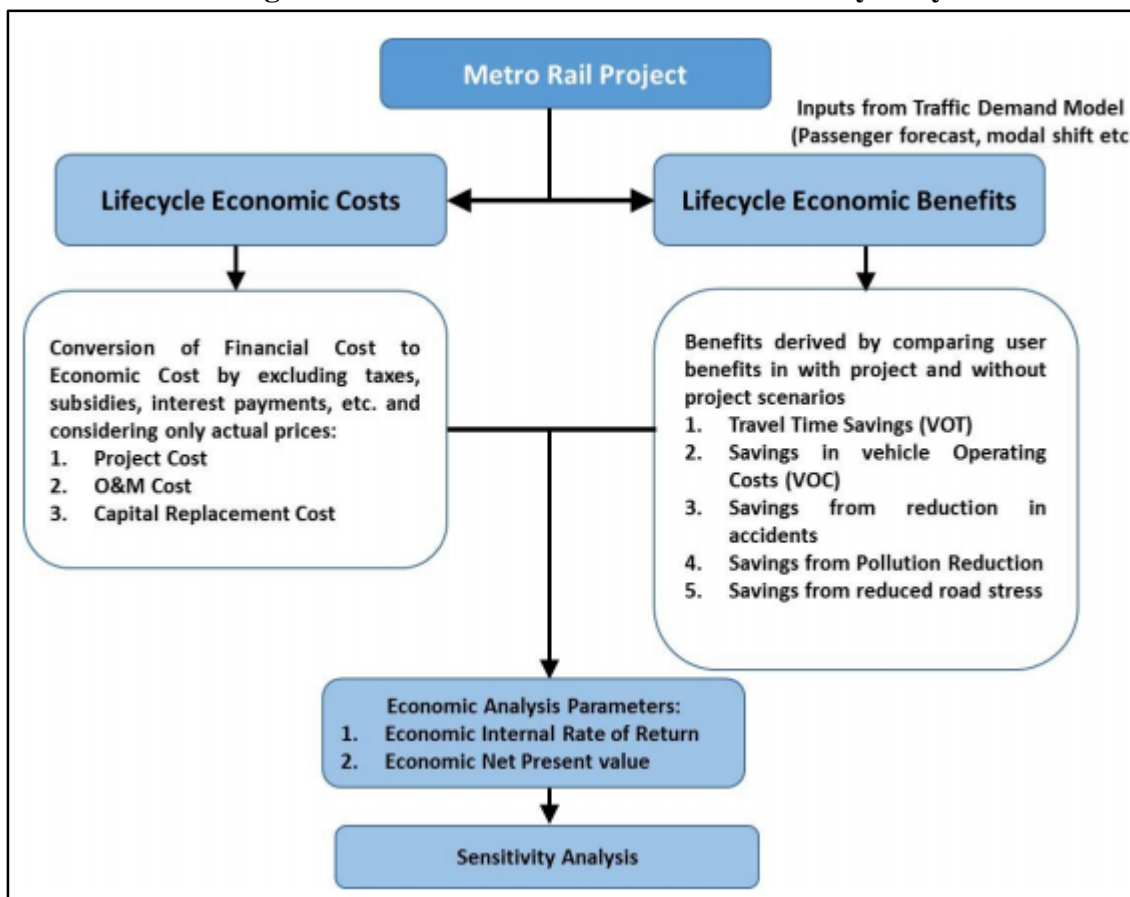 Metro Rail Project
Inputs from Traffic Demand Model
(Passenger forecast, modal shift etc
Lifecycle Economic Costs
Lifecycle Economic Benefits
Conversion of Financial Cost to
Economic Cost by excluding taxes,
subsidies, interest payments, etc. and
considering only actual prices:
1. Project Cost
2. O&M Cost
3. Capital Replacement Cost
Benefits derived by comparing user
benefits in with project and without
project scenarios
1. Travel Time Savings (VOT)
2. Savings in vehicle Operating
Costs (VOC)
3. Savings from reduction in
accidents
4. Savings from Pollution Reduction
5. Savings from reduced road stress
Economic Analysis Parameters:
1. Economic Internal Rate of Return
2. Economic Net Present value
Sensitivity Analysis